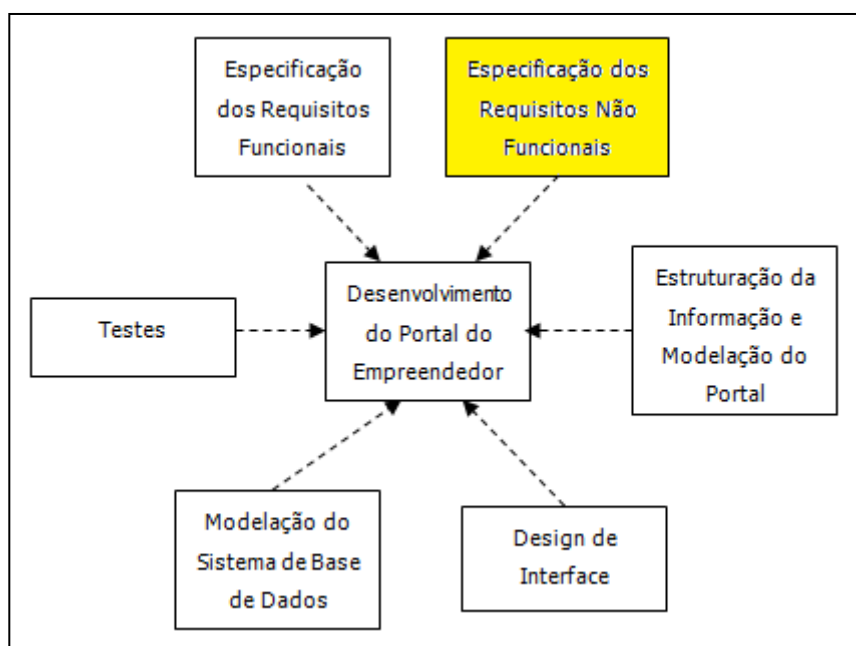 Especificação
dos Requisitos
Funcionais
Especificação dos
Requisitos Não
Funcionais
Desenvolvimento
do Portal do
Empreendedor
Estruturação da
Informação e
Modelação do
Portal
Testes
Modelação do
Sistema de Base
de Dados
Design de
Interface